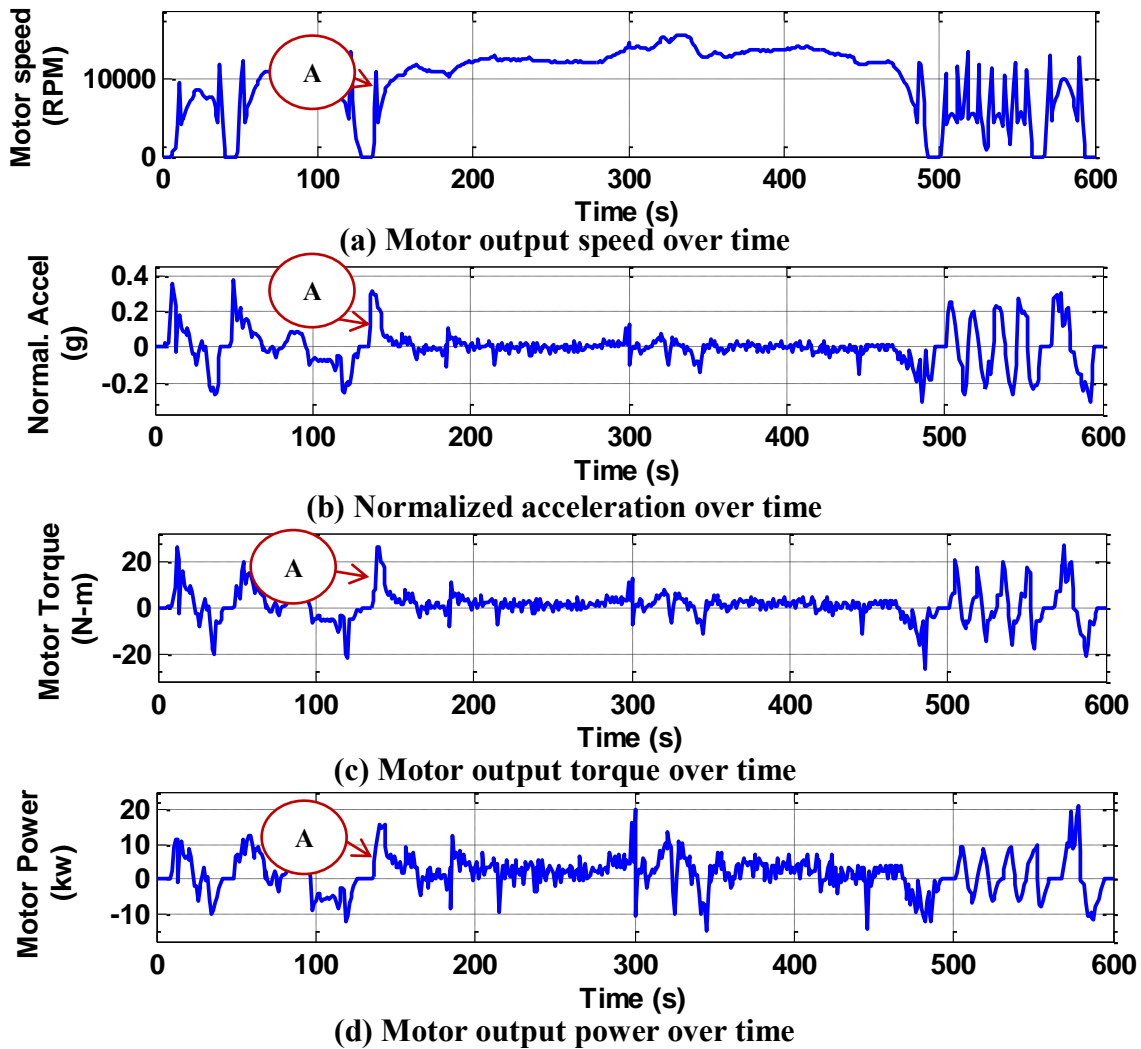 Motor speed
(RPM)
10000
0
A
0 100 200 300 400 500 600
Time (s)
(a) Motor output speed over time
Normal. Accel
(g)
0.4
0.2
0
-0.2
A
0 100 200 300 400 500 600
Time (s)
(b) Normalized acceleration over time
Motor Torque
(N-m)
20
0
-20
A
0 100 200 300 400 500 600
Time (s)
(c) Motor output torque over time
Motor Power
(kw)
20
10
0
-10
A
0 100 200 300 400 500 600
Time (s)
(d) Motor output power over time